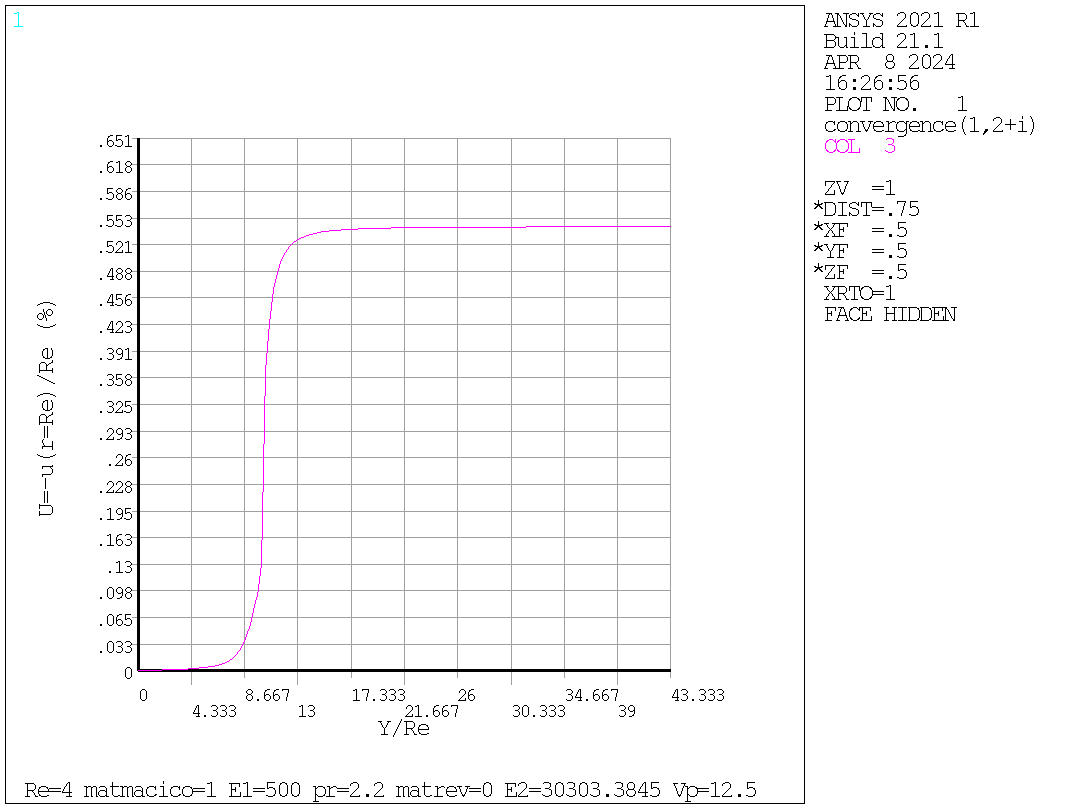 1
ANSYS 2021 R1
Build 21.1
APR  8 2024
16:26:56
PLOT NO.   1
convergence(1,2+i)
COL  3
ZV  =1
*DIST=.75
*XF  =.5
*YF  =.5
*ZF  =.5
XRTO=1
FACE HIDDEN
U=-u(r=Re)/Re (%)
.651
.618
.586
.553
.521
.488
.456
.423
.391
.358
.325
.293
.26
.228
.195
.163
.13
.098
.065
.033
0
0 8.667 17.333 26 34.667 43.333
4.333 13 21.667 30.333 39
Y/Re
Re=4 matmacico=1 E1=500 pr=2.2 matrev=0 E2=30303.3845 Vp=12.5